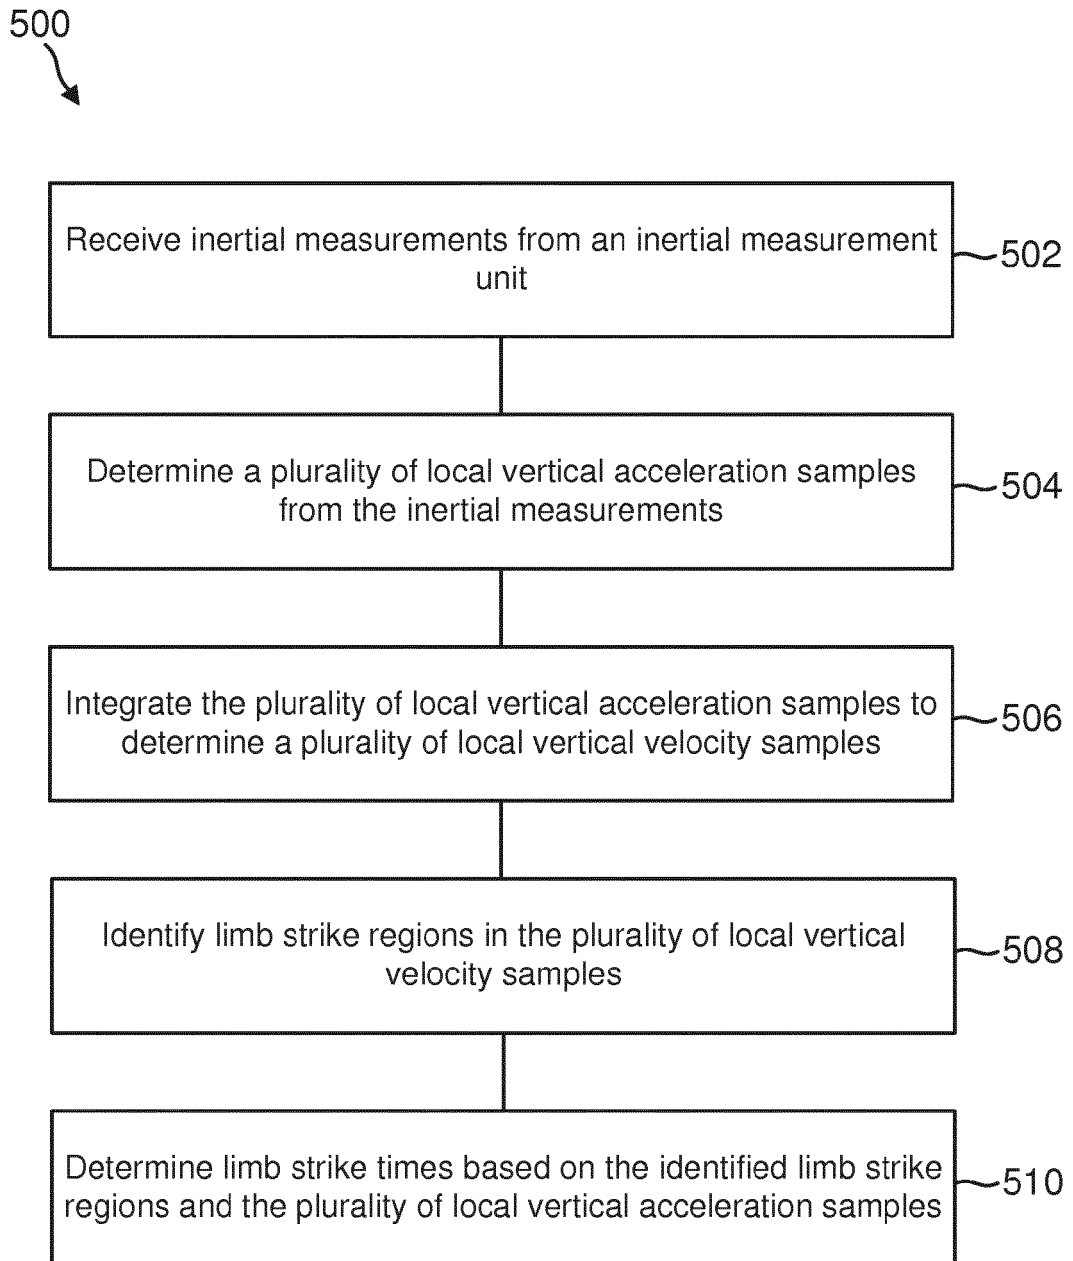 500
Receive inertial measurements from an inertial measurement
unit
502
Determine a plurality of local vertical acceleration samples
from the inertial measurements
504
Integrate the plurality of local vertical acceleration samples to
determine a plurality of local vertical velocity samples
506
Identify limb strike regions in the plurality of local vertical
velocity samples
508
Determine limb strike times based on the identified limb strike
regions and the plurality of local vertical acceleration samples
510